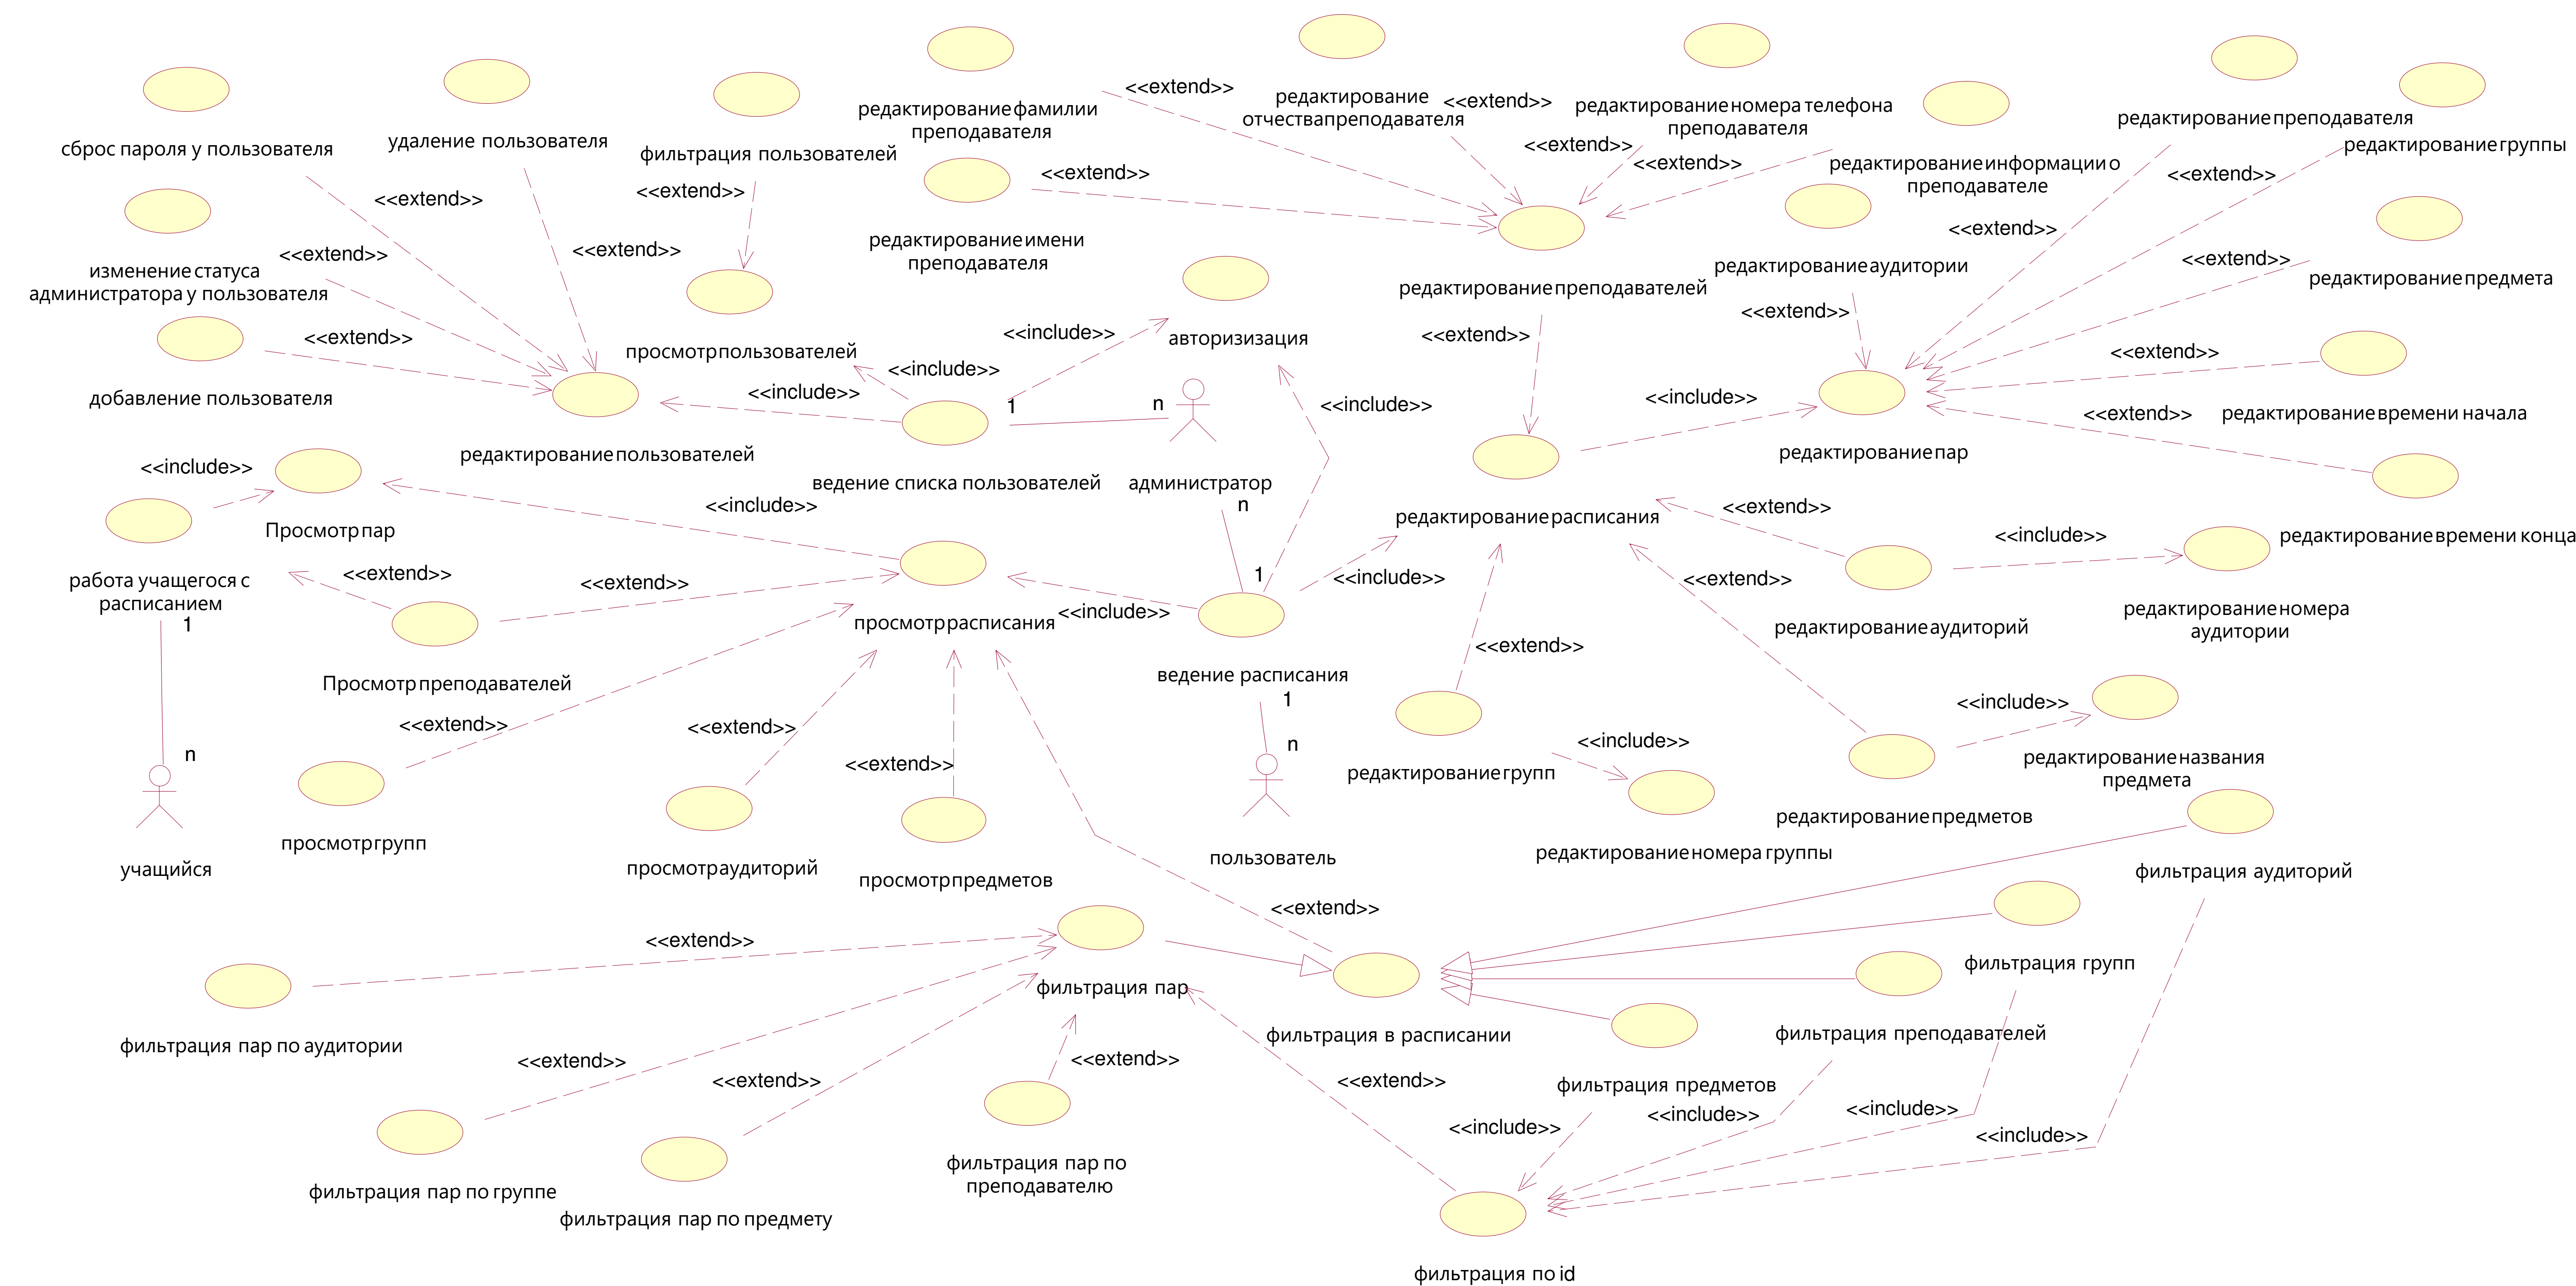 <<extend>>
редактирование
отчества преподавателя
<<extend>>
редактирование фамилии
преподавателя
редактирование номера телефона
преподавателя
редактирование преподавателя
редактирование группы
сброс пароля у пользователя
удаление пользователя
фильтрация пользователей
<<extend>>
<<extend>>
редактирование информации о
преподавателе
<<extend>>
<<extend>>
<<extend>>
<<extend>>
<<extend>>
<<extend>>
<<extend>>
<<extend>>
<<extend>>
изменение статуса
администратора у пользователя
редактирование имени
преподавателя
редактирование преподавателей
редактирование аудитории
редактирование предмета
<<extend>>
<<extend>>
<<extend>>
<<include>>
авторизизация
просмотр пользователей
<<extend>>
<<include>>
<<include>>
добавление пользователя
1
n
<<include>>
<<include>>
<<extend>>
редактирование времени начала
редактирование пользователей
редактирование пар
<<include>>
ведение списка пользователей
администратор
n
<<include>>
<<extend>>
редактирование расписания
Просмотр пар
<<include>>
редактирование времени конца
работа учащегося с
расписанием
1
<<extend>>
<<extend>>
1
<<include>>
<<extend>>
<<include>>
просмотр расписания
редактирование аудиторий
редактирование номера
аудитории
<<extend>>
Просмотр преподавателей
ведение расписания
1
<<extend>>
<<extend>>
<<include>>
n
<<extend>>
n
<<include>>
редактирование групп
редактирование названия
предмета
просмотр групп
учащийся
просмотр аудиторий
просмотр предметов
пользователь
редактирование номера группы
редактирование предметов
фильтрация аудиторий
<<extend>>
<<extend>>
фильтрация групп
фильтрация пар
фильтрация пар по аудитории
фильтрация в расписании
фильтрация преподавателей
<<extend>>
<<extend>>
<<extend>>
<<extend>>
фильтрация предметов
<<include>>
<<include>>
<<include>>
<<include>>
фильтрация пар по группе
фильтрация пар по предмету
фильтрация пар по
преподавателю
фильтрация по id